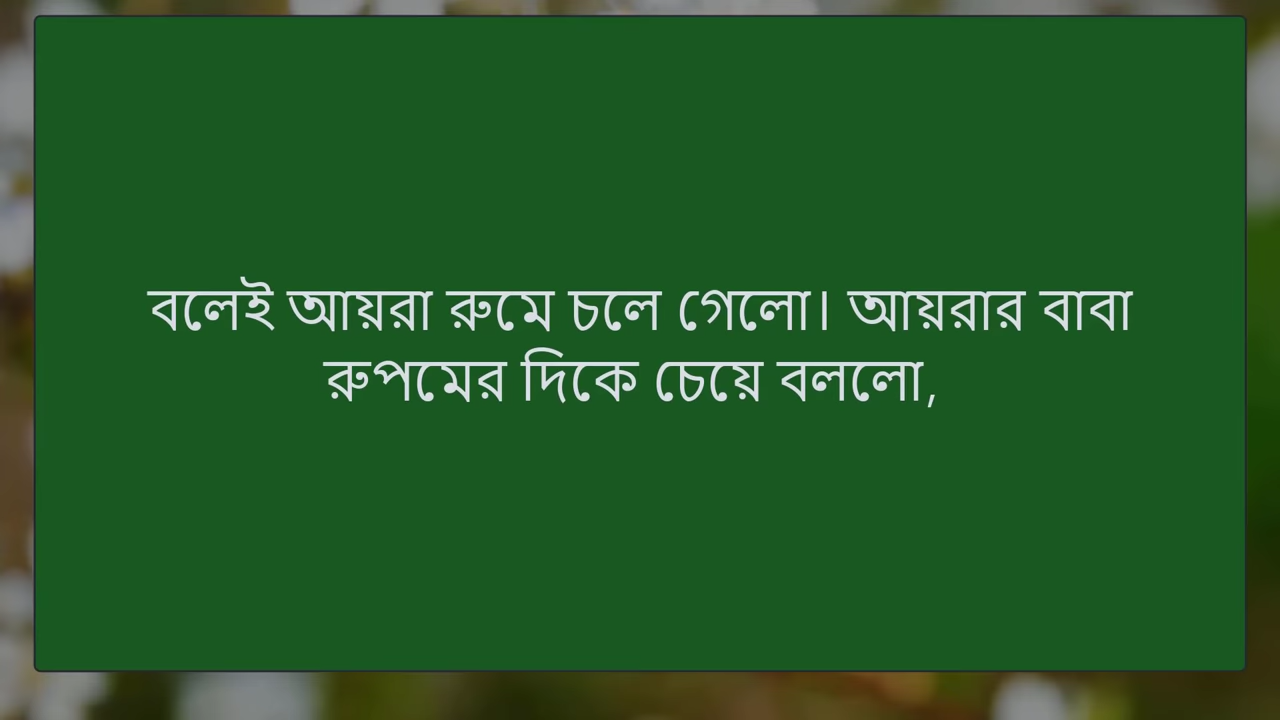 বলেই আয়রা রুমে চলে গেলো। আয়রার বাবা
রুপমের দিকে চেয়ে বললো,